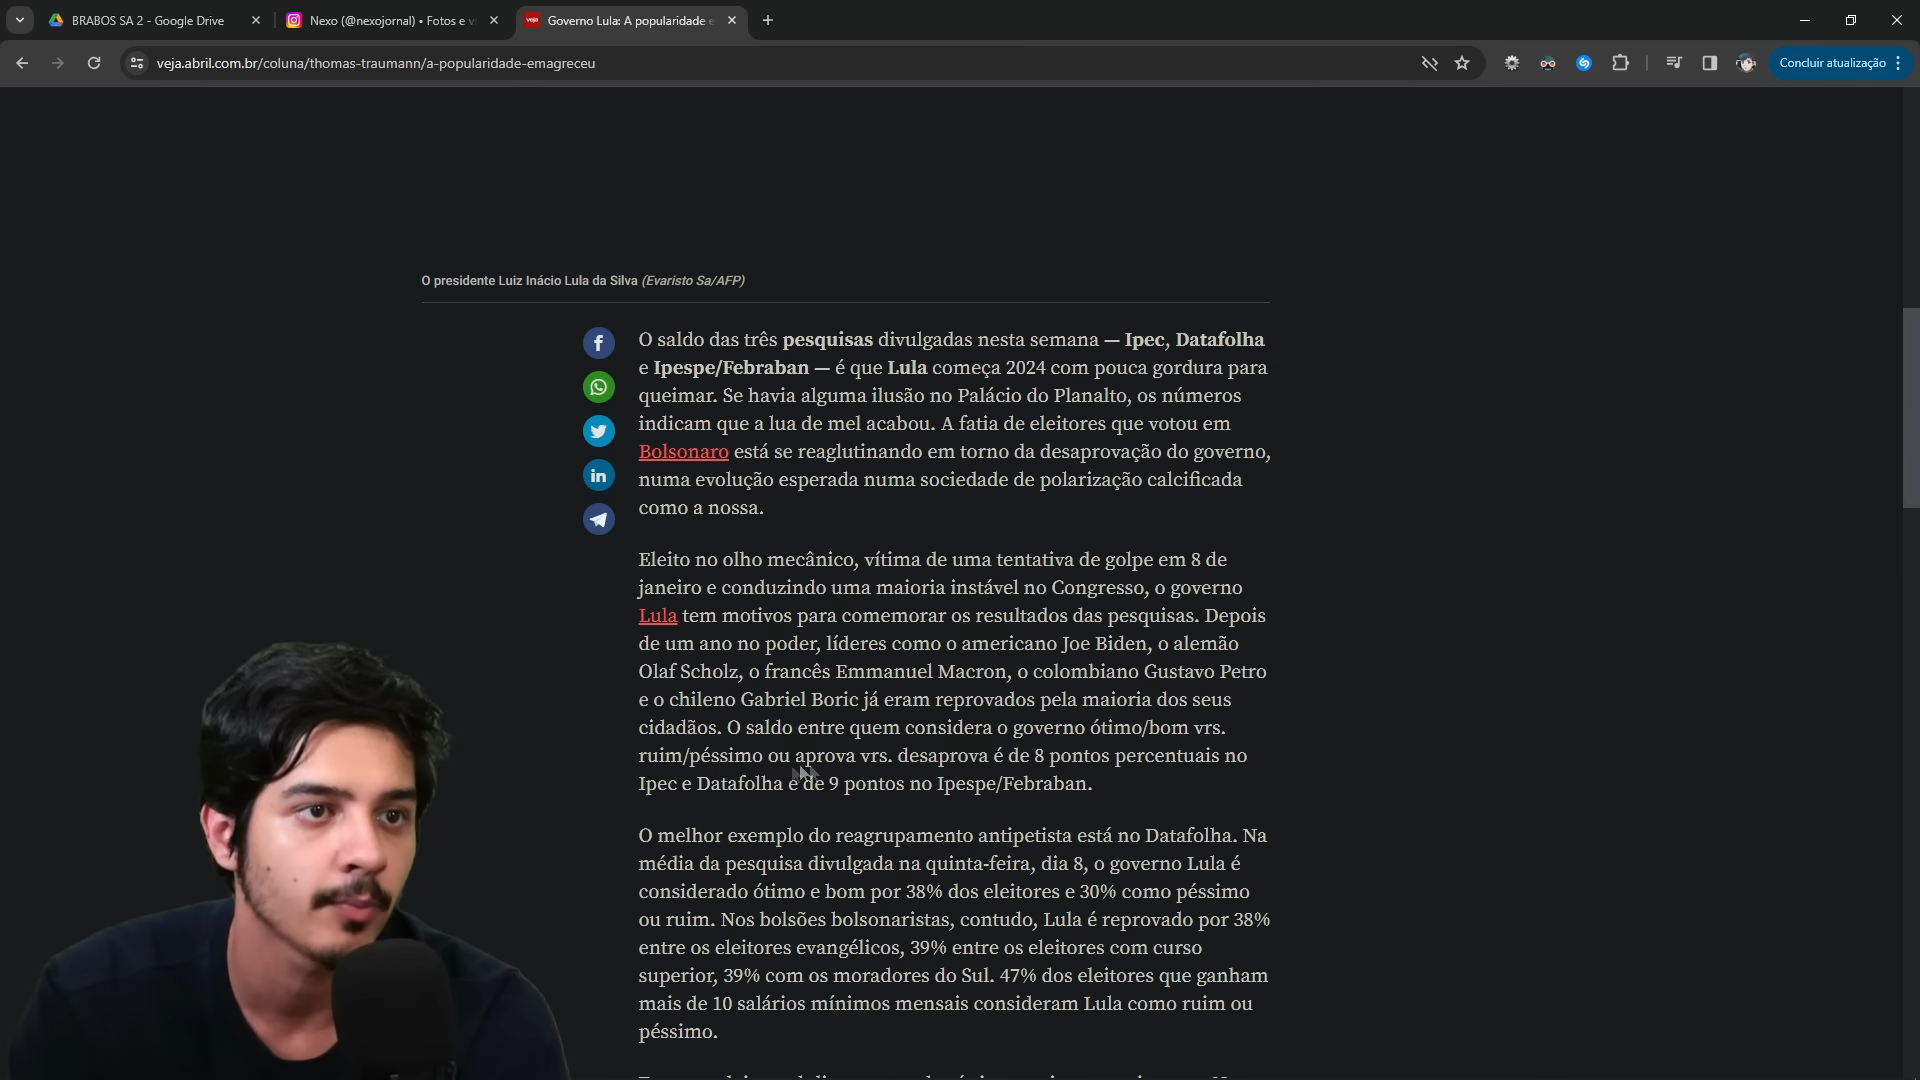 BRABOS SA 2 - Google Drive
Nexo (@nexojornal) • Fotos e v
veja
Governo Lula: A popularidade e
veja.abril.com.br/coluna/thomas-traumann/a-popularidade-emagreceu
Concluir atualização
O presidente Luiz Inácio Lula da Silva (Evaristo Sa/AFP)
O saldo das três pesquisas divulgadas nesta semana — Ipec, Datafolha
e Ipespe/Febraban — é que Lula começa 2024 com pouca gordura para
queimar. Se havia alguma ilusão no Palácio do Planalto, os números
indicam que a lua de mel acabou. A fatia de eleitores que votou em
Bolsonaro está se reaglutinando em torno da desaprovação do governo,
numa evolução esperada numa sociedade de polarização calcificada
como a nossa.
Eleito no olho mecânico, vítima de uma tentativa de golpe em 8 de
janeiro e conduzindo uma maioria instável no Congresso, o governo
Lula tem motivos para comemorar os resultados das pesquisas. Depois
de um ano no poder, líderes como o americano Joe Biden, o alemão
Olaf Scholz, o francês Emmanuel Macron, o colombiano Gustavo Petro
e o chileno Gabriel Boric já eram reprovados pela maioria dos seus
cidadãos. O saldo entre quem considera o governo ótimo/bom vrs.
ruim/péssimo ou aprova vrs. desaprova é de 8 pontos percentuais no
Ipec e Datafolha e de 9 pontos no Ipespe/Febraban.
O melhor exemplo do reagrupamento antipetista está no Datafolha. Na
média da pesquisa divulgada na quinta-feira, dia 8, o governo Lula é
considerado ótimo e bom por 38% dos eleitores e 30% como péssimo
ou ruim. Nos bolsões bolsonaristas, contudo, Lula é reprovado por 38%
entre os eleitores evangélicos, 39% entre os eleitores com curso
superior, 39% com os moradores do Sul. 47% dos eleitores que ganham
mais de 10 salários mínimos mensais consideram Lula como ruim ou
péssimo.